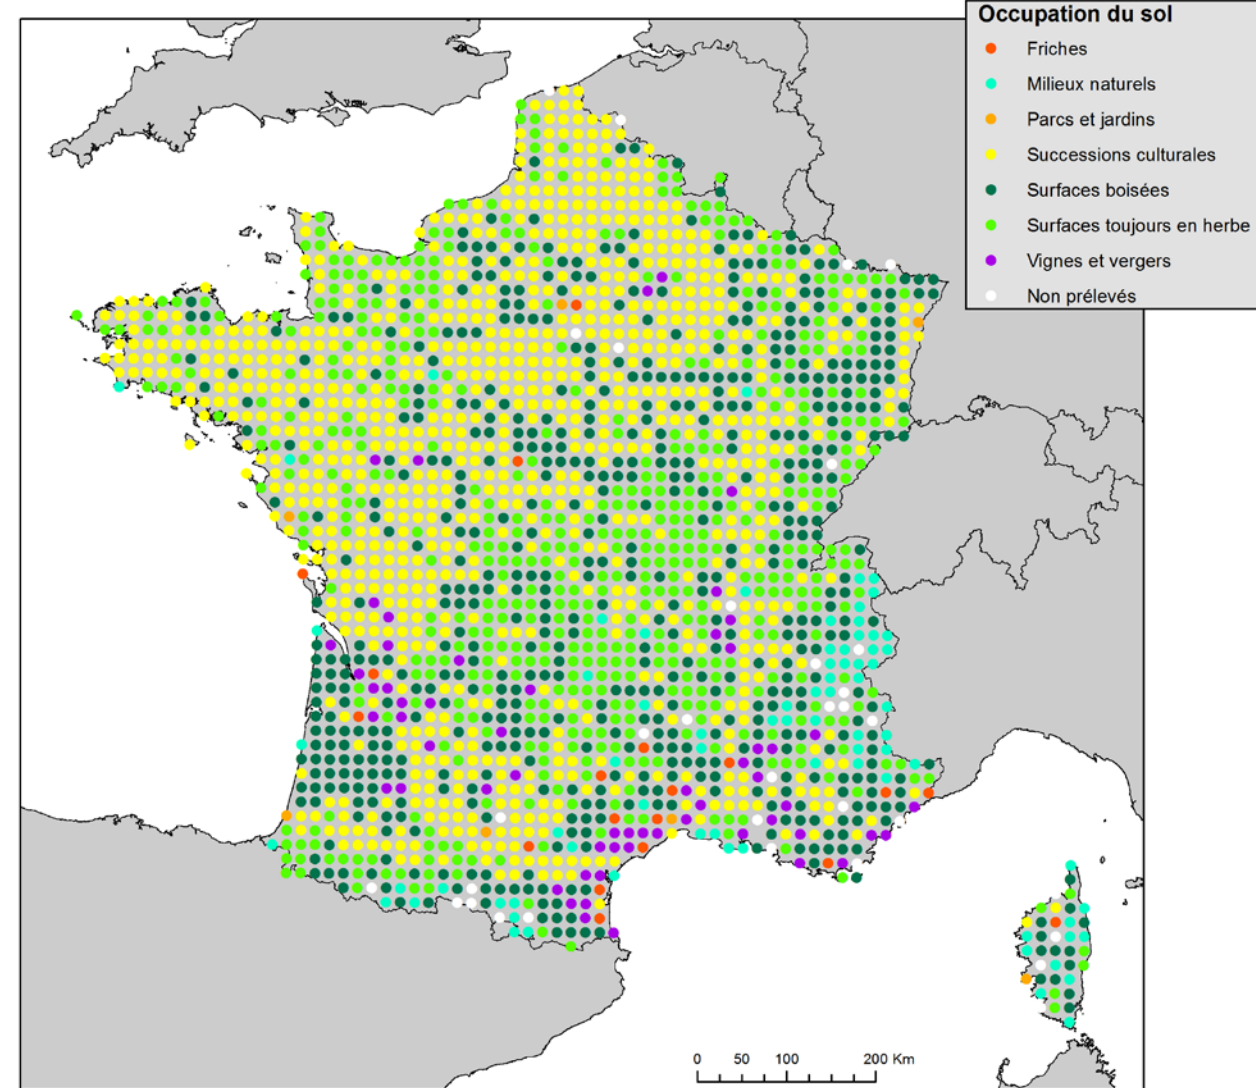 Occupation du sol
Friches
Milieux naturels
Parcs et jardins
Successions culturales
Surfaces boisées
Surfaces toujours en herbe
Vignes et vergers
Non prélevés
0 50 100 200 Km